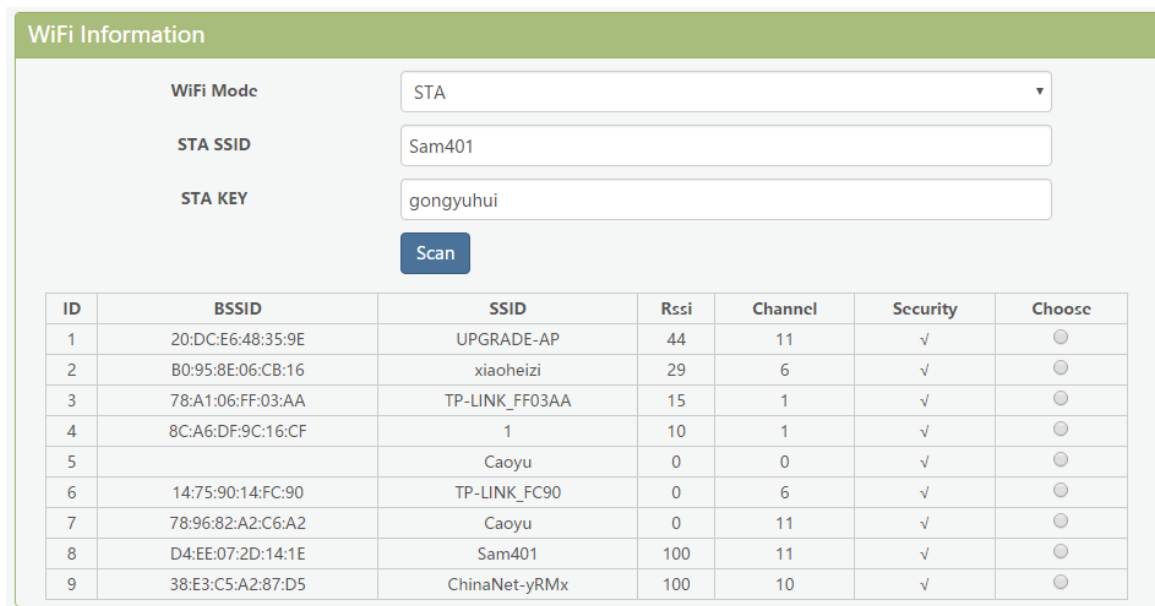 WiFi Information
WiFi Mode STA
STA SSID Sam401
STA KEY gongyuhui
Scan
ID BSSID SSID Rssi Channel Security Choose
1 20:DC:E6:48:35:9E UPGRADE-AP 44 11 √
2 B0:95:8E:06:CB:16 xiaoheizi 29 6 √
3 78:A1:06:FF:03:AA TP-LINK_FF03AA 15 1 √
4 8C:A6:DF:9C:16:CF 1 10 1 √
5 Caoyu 0 0 √
6 14:75:90:14:FC:90 TP-LINK_FC90 0 6 √
7 78:96:82:A2:C6:A2 Caoyu 0 11 √
8 D4:EE:07:2D:14:1E Sam401 100 11 √
9 38:E3:C5:A2:87:D5 ChinaNet-yRMx 100 10 √